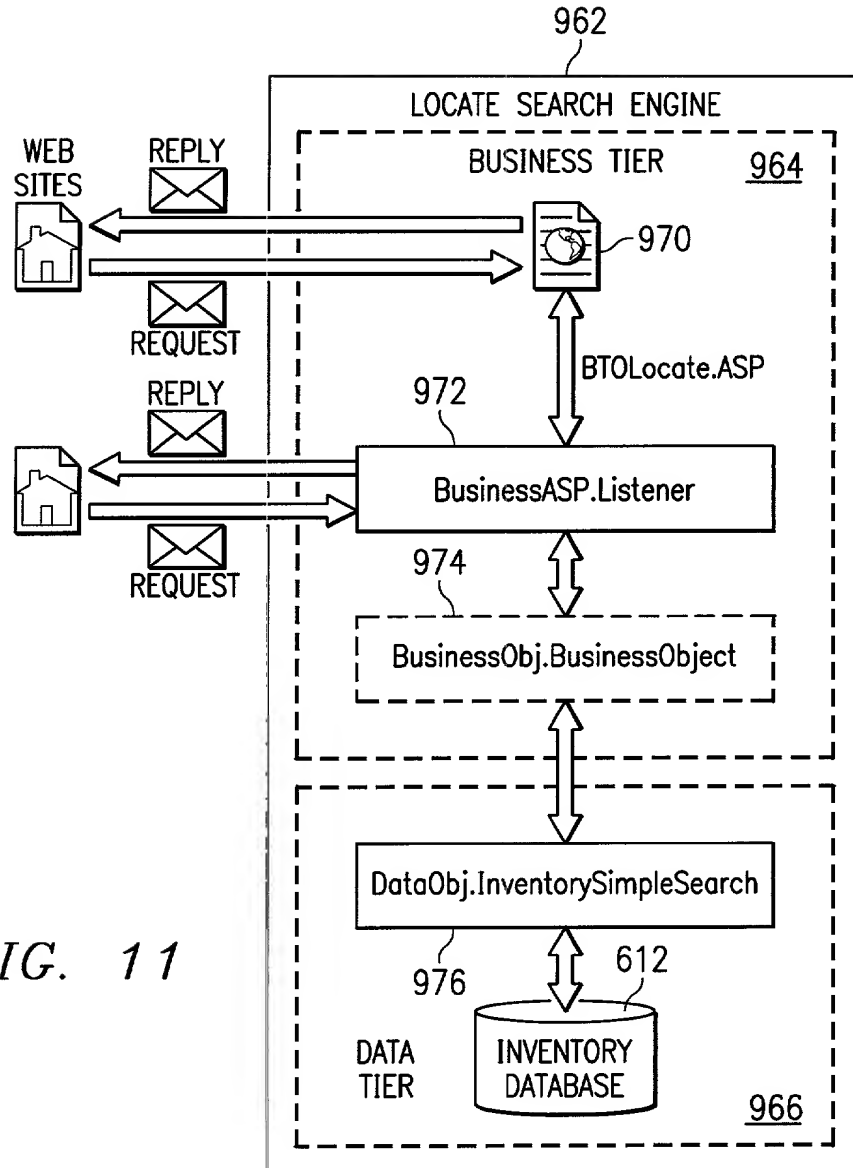 962
LOCATE SEARCH ENGINE
WEB
SITES
REPLY
BUSINESS TIER
964
970
REQUEST
BTOLocate.ASP
REPLY
972
BusinessASP.Listener
REQUEST
974
BusinessObj.BusinessObject
DataObj.InventorySimpleSearch
IG. 11
976
612
DATA
TIER
INVENTORY
DATABASE
966